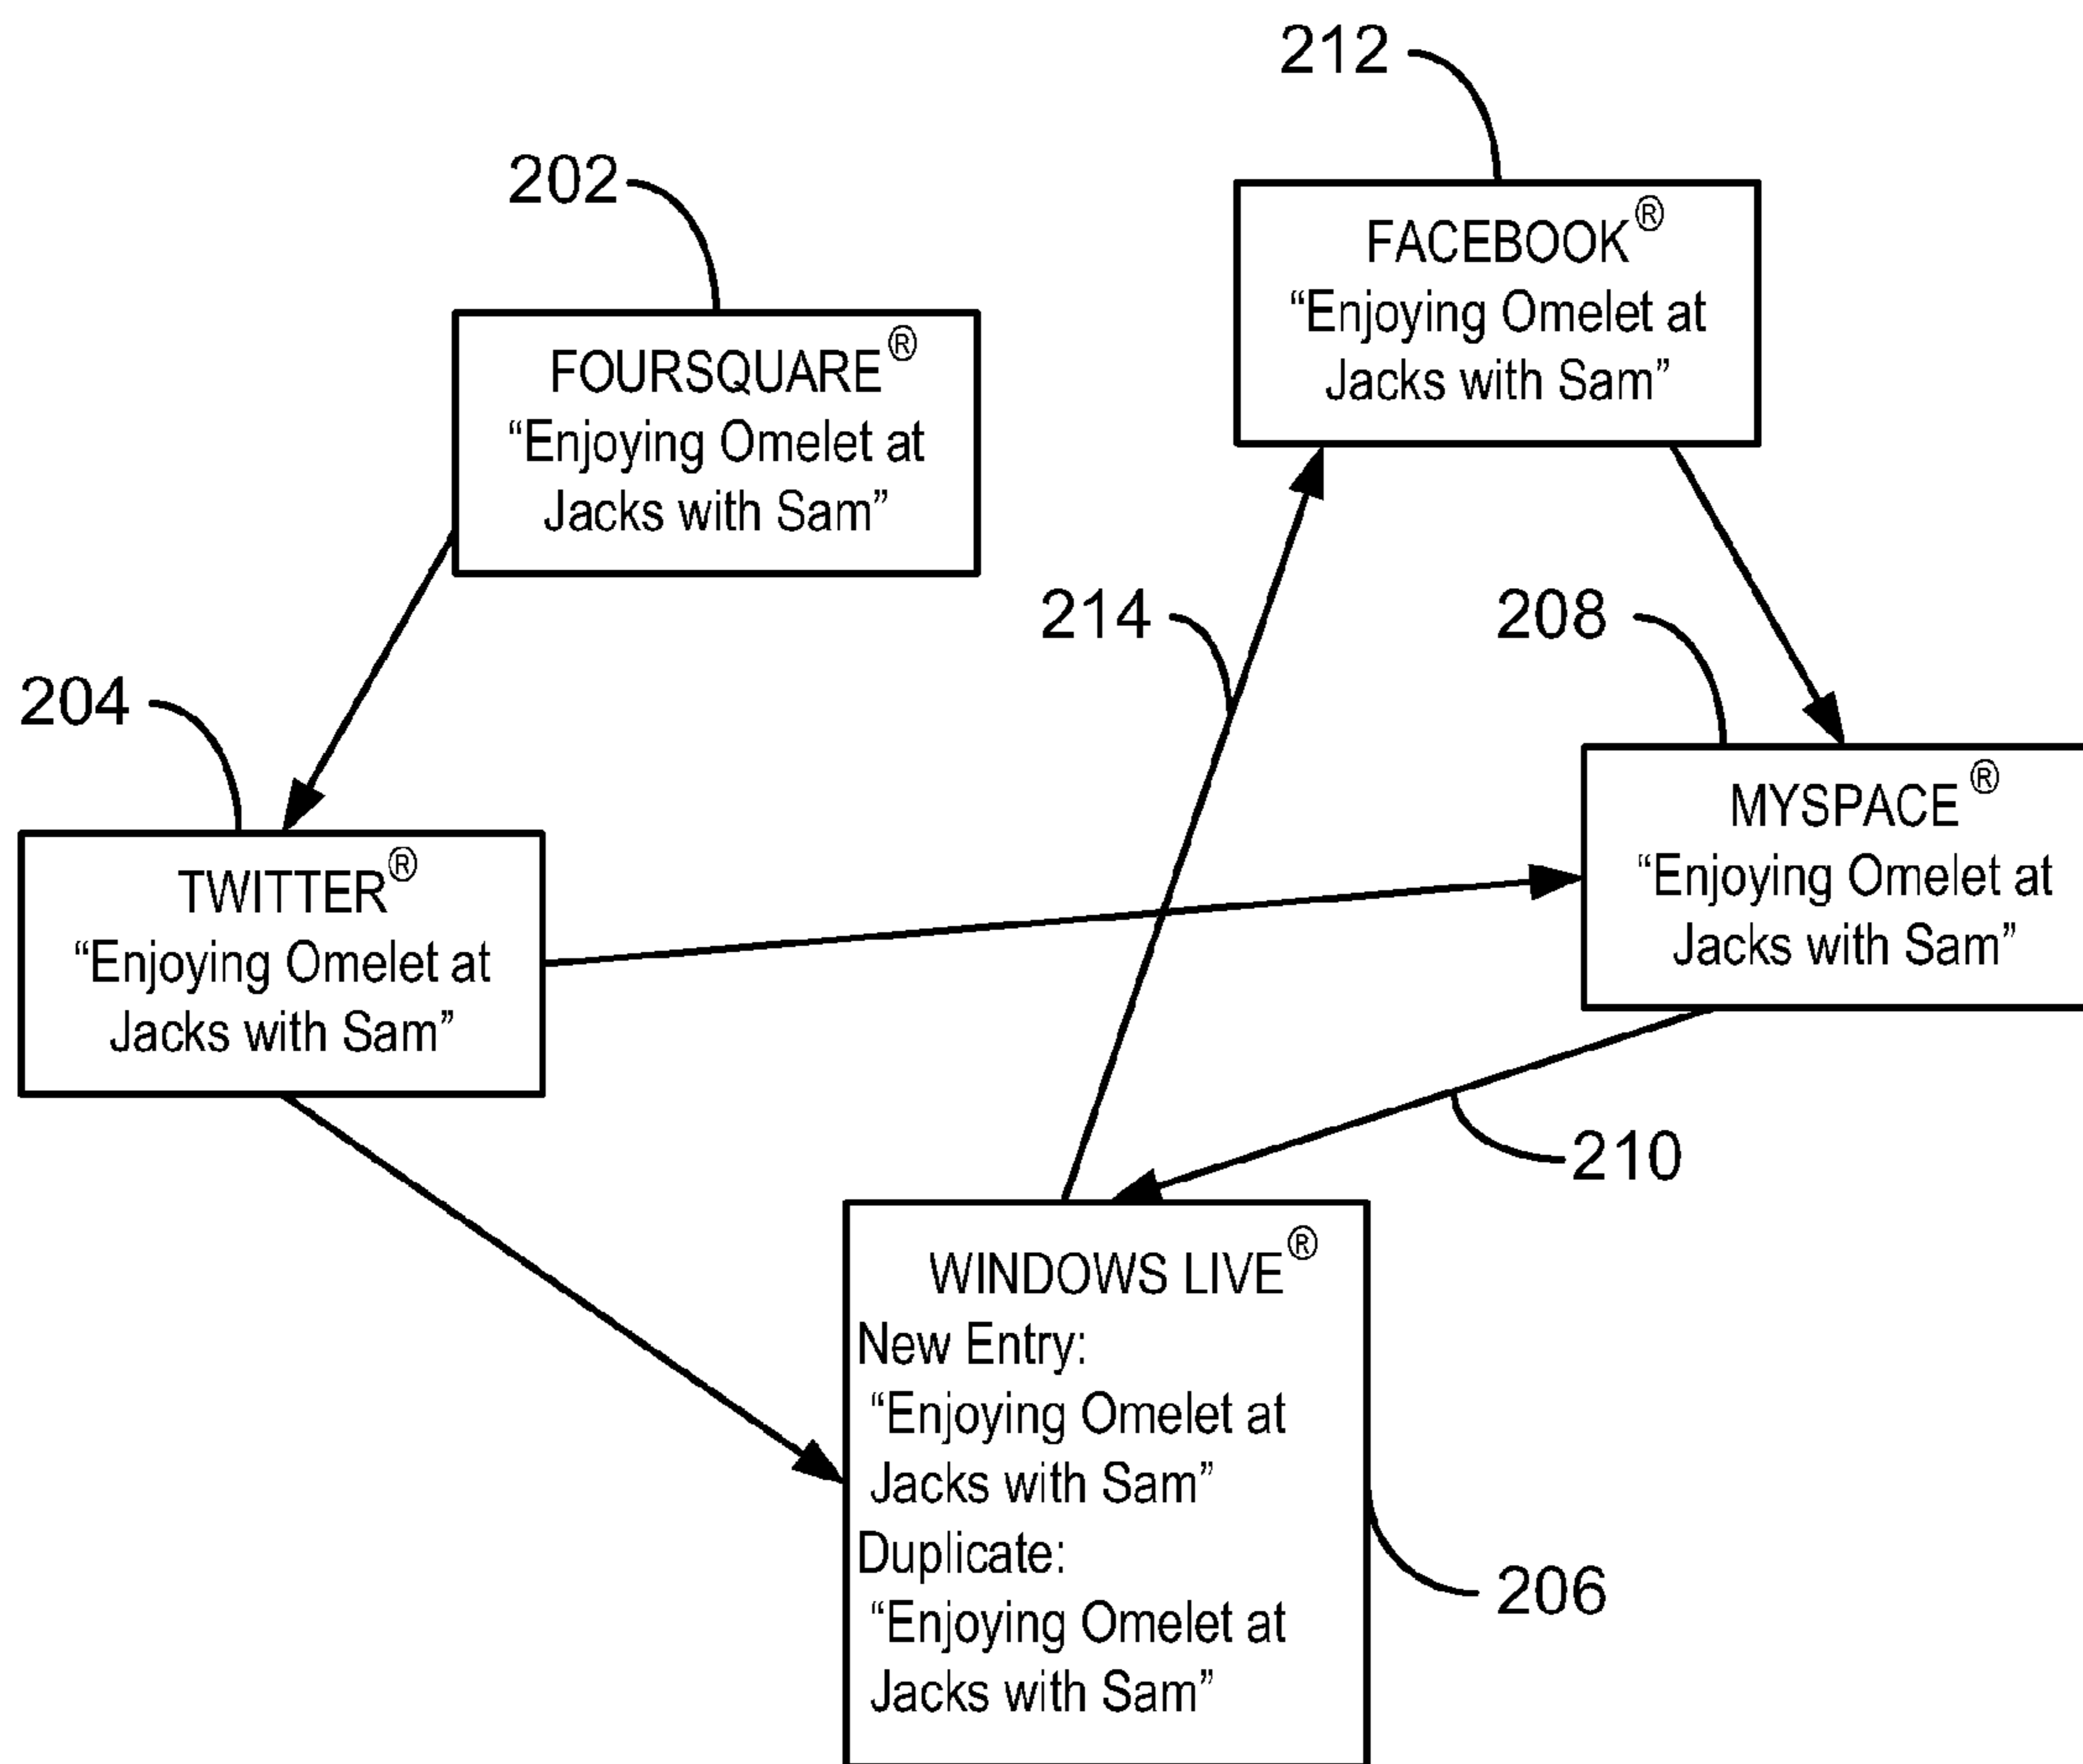 212
202
FACEBOOK®
“Enjoying Omelet at
Jacks with Sam”
FOURSQUARE®
“Enjoying Omelet at
Jacks with Sam”
214
208
204
MYSPACE ®
“Enjoying Omelet at
Jacks with Sam”
TWITTER®
“Enjoying Omelet at
Jacks with Sam”
210
WINDOWS LIVE®
New Entry:
“Enjoying Omelet at
Jacks with Sam”
Duplicate:
“Enjoying Omelet at
Jacks with Sam”
206